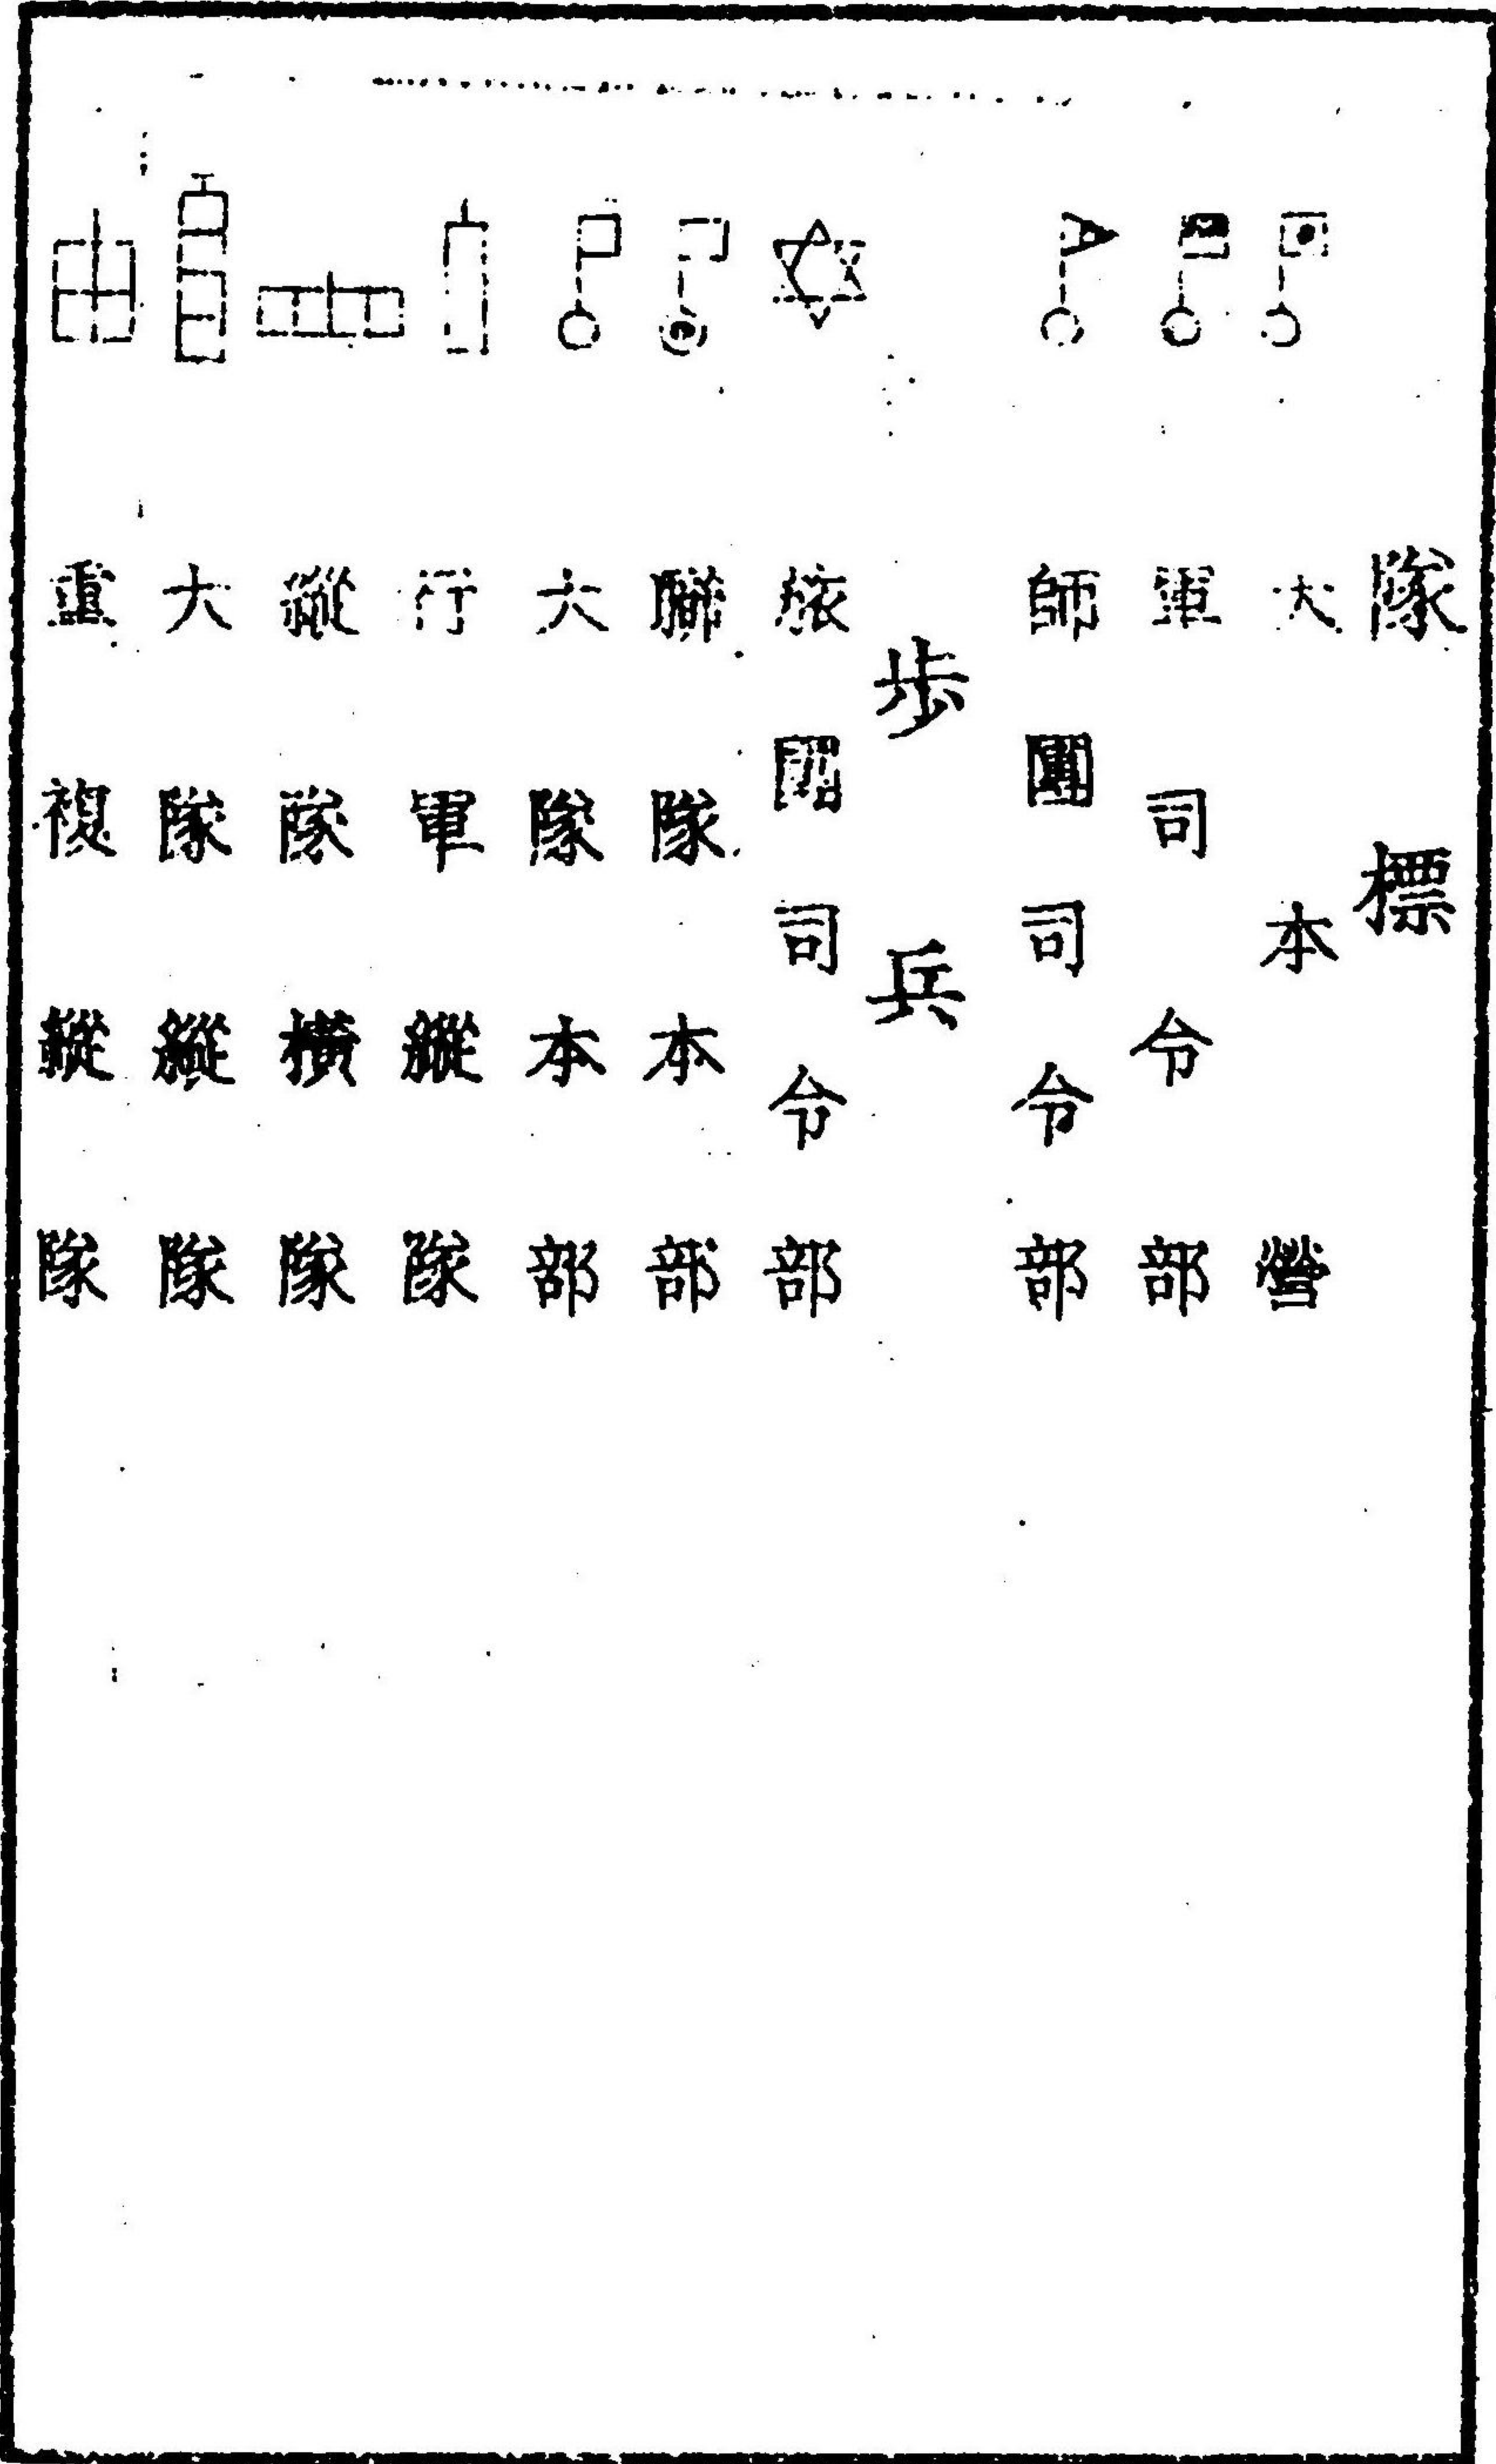 隊標
大本營
軍司令部
師團司令部
歩兵
旅團司令部
聯隊本部
大隊本部
行軍縱隊
縱隊橫隊
大隊縱隊
重複縱隊